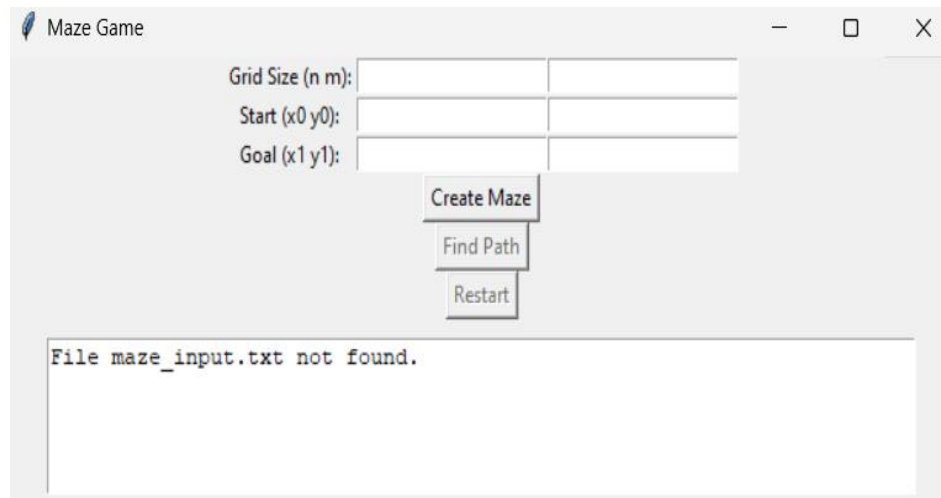 Maze Game
Grid Size (n m):
Start (x0 y0):
Goal (x1 y1):
Create Maze
Find Path
Restart
File maze_input.txt not found.